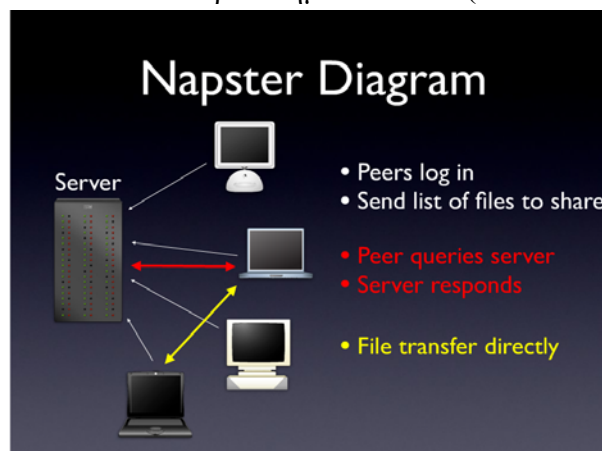 Napster Diagram
Server
• Peers log in
• Send list of files to share
• Peer queries server
• Server responds
• File transfer directly